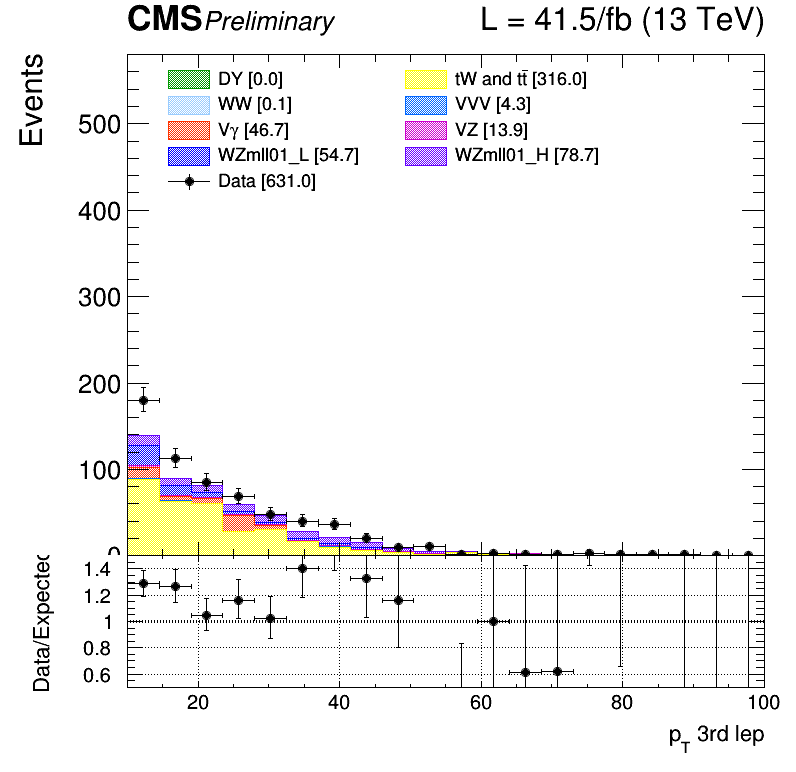 CMS Preliminary L = 41.5/fb (13 TeV)
Events
DY [0.0] tW and tt̄ [316.0]
WW [0.1] VVV [4.3]
Vγ [46.7] VZ [13.9]
WZmll01_L [54.7] WZmll01_H [78.7]
Data [631.0]
500
400
300
200
100
0
Data/Expected
1.4
1.2
1
0.8
0.6
20 40 60 80 100
p_T 3rd lep